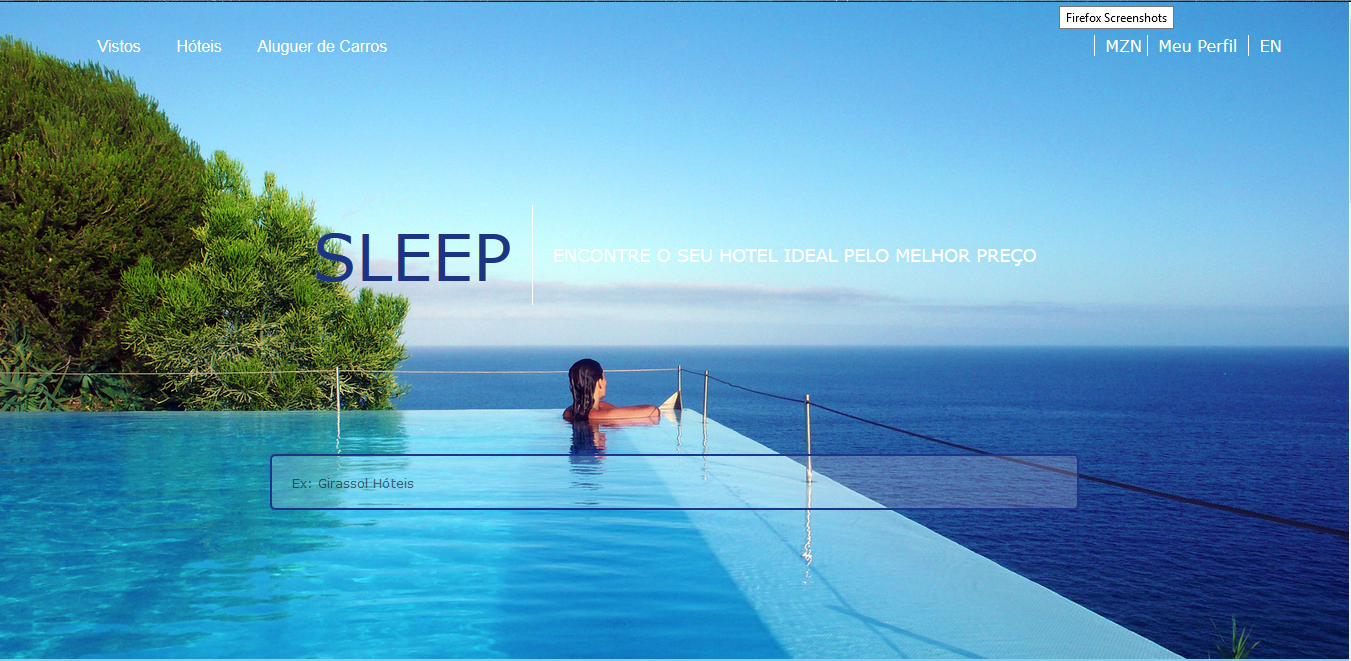 Firefox Screenshots
Vistos Hóteis Aluguer de Carros MZN Meu Perfil EN
SLEEP
ENCONTRE O SEU HOTEL IDEAL PELO MELHOR PREÇO
Ex: Girassol Hóteis